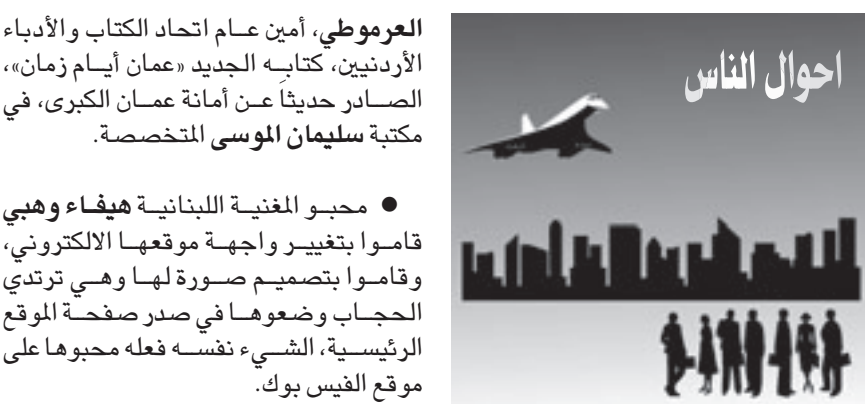 احوال الناس
العرموطي، أمين عام اتحاد الكتاب والأدباء
الأردنيين، كتابه الجديد «عمان أيام زمان»،
الصادر حديثاً عن أمانة عمان الكبرى، في
مكتبة سليمان الموسى المتخصصة.
● محبو المغنية اللبنانية هيفاء وهبي
قاموا بتغيير واجهة موقعها الالكتروني،
وقاموا بتصميم صورة لها وهي ترتدي
الحجاب وضعوها في صدر صفحة الموقع
الرئيسية، الشيء نفسه فعله محبوها على
موقع الفيس بوك.